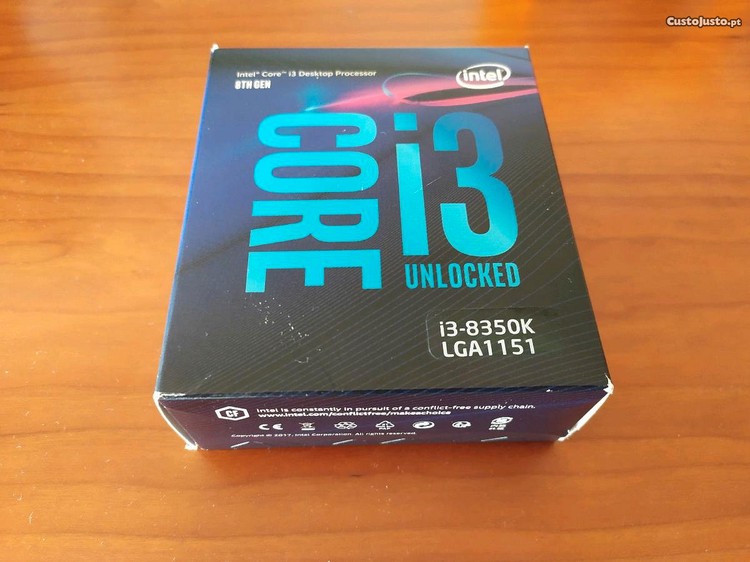 CustoJusto.pt
Intel® Core™ i3 Desktop Processor
8TH GEN
intel
CORE
i3
UNLOCKED
i3-8350K
LGA1151
CF
Intel is constantly in pursuit of a conflict-free supply chain.
www.intel.com/conflictfree/makeachoice
CE
Copyright © 2017, Intel Corporation. All rights reserved.